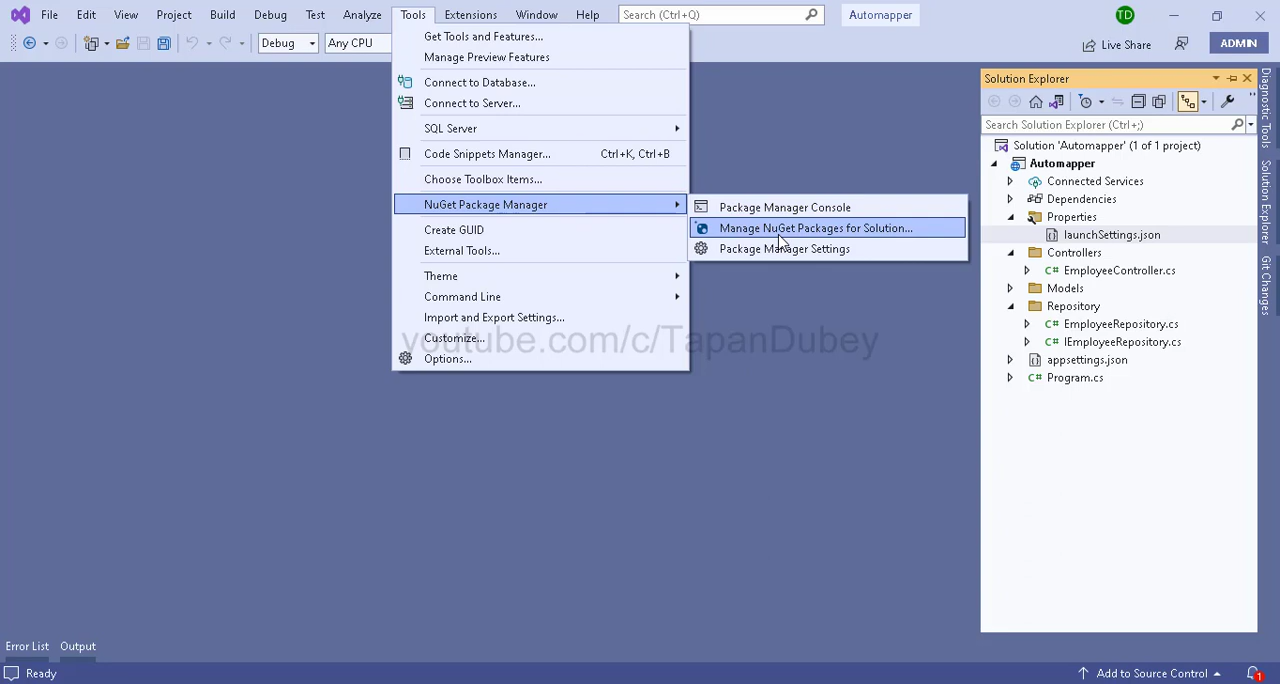 File Edit View Project Build Debug Test Analyze Tools Extensions Window Help Search (Ctrl+Q) Automapper TD
Debug Any CPU Live Share ADMIN
Get Tools and Features...
Manage Preview Features
Connect to Database...
Connect to Server...
SQL Server
Code Snippets Manager... Ctrl+K, Ctrl+B
Choose Toolbox Items...
NuGet Package Manager
Create GUID
External Tools...
Theme
Command Line
Import and Export Settings...
Customize...
Options...
Package Manager Console
Manage NuGet Packages for Solution...
Package Manager Settings
youtube.com/c/TapanDubey
Solution Explorer
Search Solution Explorer (Ctrl+;)
Solution 'Automapper' (1 of 1 project)
Automapper
Connected Services
Dependencies
Properties
launchSettings.json
Controllers
C# EmployeeController.cs
Models
Repository
C# EmployeeRepository.cs
C# IEmployeeRepository.cs
appsettings.json
C# Program.cs
Diagnostic Tools
Solution Explorer
Git Changes
Error List Output
Ready Add to Source Control 1